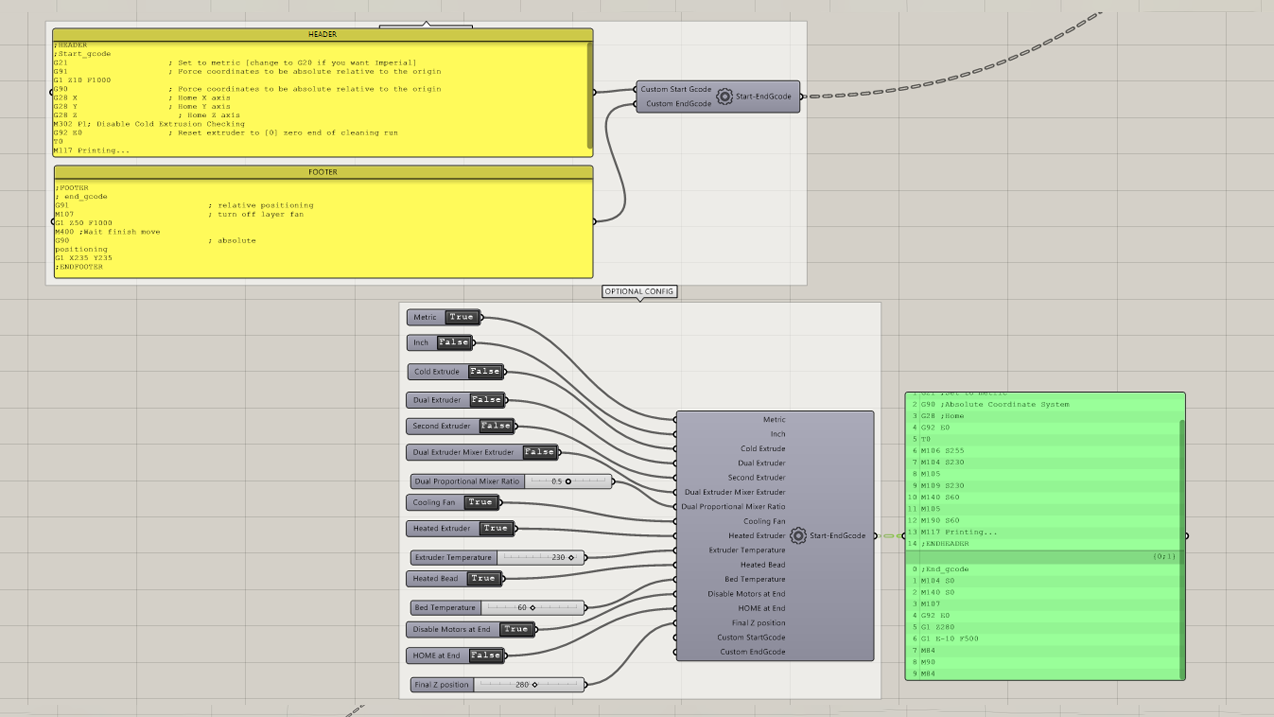 HEADER
;HEADER
;Start_gcode
G21 ; Set to metric [change to G20 if you want Imperial]
G91 ; Force coordinates to be absolute relative to the origin
G1 Z10 F1000
G90 ; Force coordinates to be absolute relative to the origin
G28 X ; Home X axis
G28 Y ; Home Y axis
G28 Z ; Home Z axis
M302 P1; Disable Cold Extrusion Checking
G92 E0 ; Reset extruder to [0] zero end of cleaning run
T0
M117 Printing...
Custom Start Gcode
Custom EndGcode
Start-EndGcode
FOOTER
;FOOTER
; end_gcode
G91 ; relative positioning
M107 ; turn off layer fan
G1 Z50 F1000
M400 ;Wait finish move
G90 ; absolute
positioning
G1 X235 Y235
;ENDFOOTER
OPTIONAL CONFIG
Metric True
Inch False
Cold Extrude False
Dual Extruder False
Second Extruder False
Dual Extruder Mixer Extruder False
Dual Proportional Mixer Ratio 0.5
Cooling Fan True
Heated Extruder True
Extruder Temperature 230
Heated Bead True
Bed Temperature 60
Disable Motors at End True
HOME at End False
Final Z position 280
Metric
Inch
Cold Extrude
Dual Extruder
Second Extruder
Dual Extruder Mixer Extruder
Dual Proportional Mixer Ratio
Cooling Fan
Heated Extruder
Extruder Temperature
Heated Bead
Bed Temperature
Disable Motors at End
HOME at End
Final Z position
Custom StartGcode
Custom EndGcode
Start-EndGcode
1 G21 ;Set to Metric
2 G90 ;Absolute Coordinate System
3 G28 ;Home
4 G92 E0
5 T0
6 M106 S255
7 M104 S230
8 M105
9 M109 S230
10 M140 S60
11 M105
12 M190 S60
13 M117 Printing...
14 ;ENDHEADER
{0;1}
0 ;End_gcode
1 M104 S0
2 M140 S0
3 M107
4 G92 E0
5 G1 Z280
6 G1 E-10 F500
7 M84
8 M90
9 M84